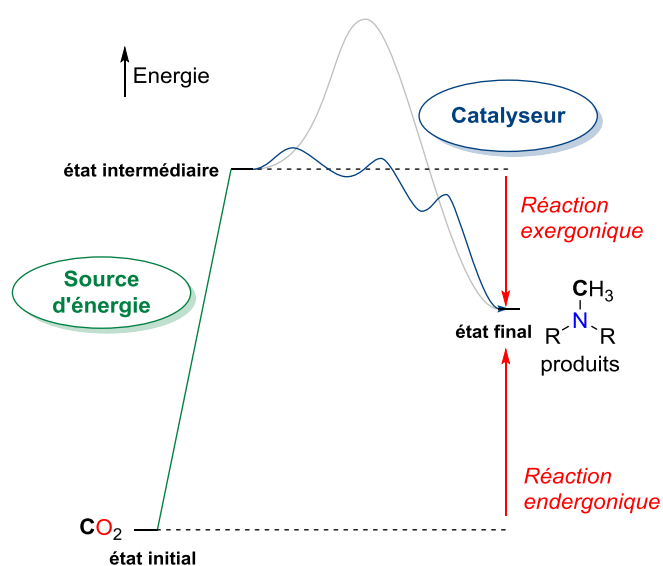 Energie
Catalyseur
état intermédiaire
Réaction
exergonique
Source
d'énergie
CH3
N
R R
état final
produits
Réaction
endergonique
CO2
état initial